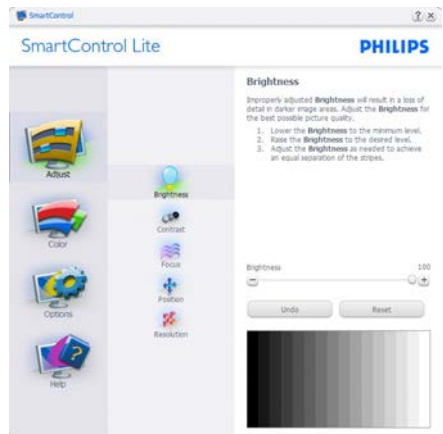 SmartControl
SmartControl Lite
PHILIPS
Adjust
Color
Options
Help
Brightness
Contrast
Focus
Position
Resolution
Brightness
Improperly adjusted Brightness will result in a loss of
detail in darker image areas. Adjust the Brightness for
the best possible picture quality.
1. Lower the Brightness to the minimum level.
2. Raise the Brightness to the desired level.
3. Adjust the Brightness as needed to achieve
an equal separation of the stripes.
Brightness 100
Undo Reset